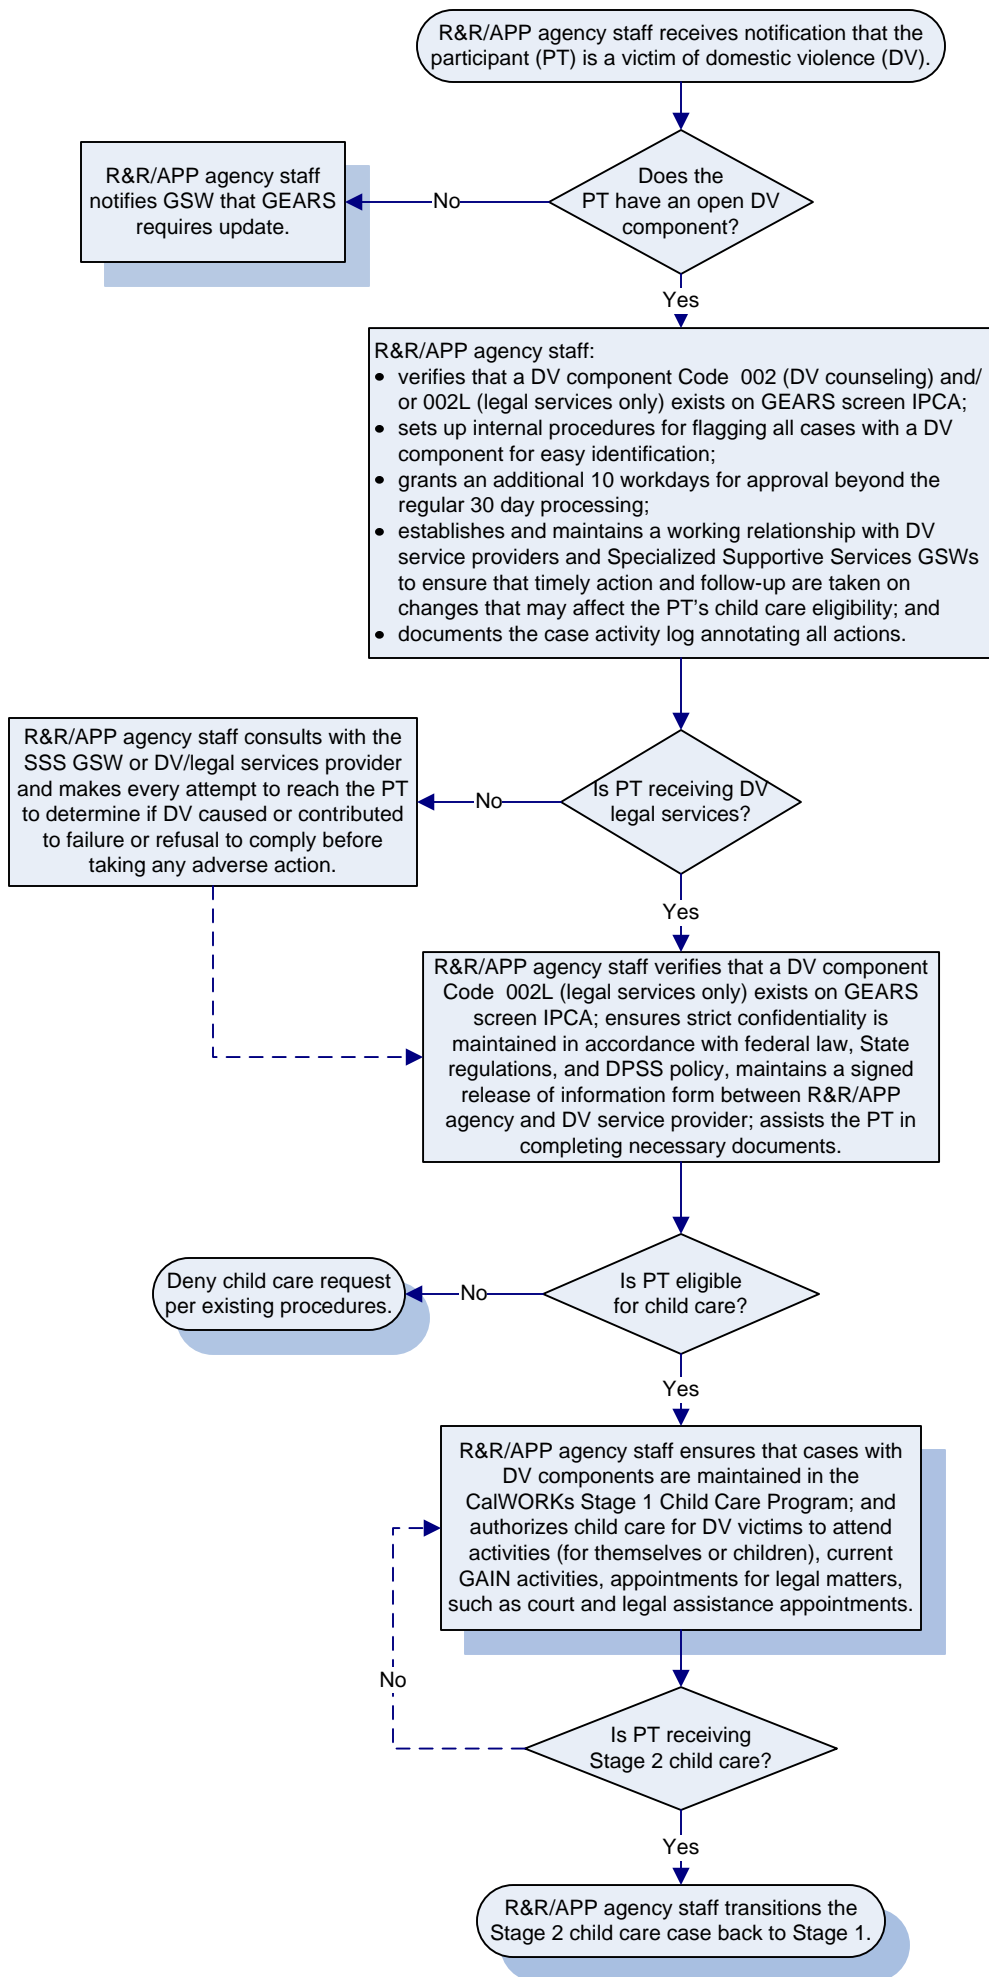 R&R/APP agency staff receives notification that the
participant (PT) is a victim of domestic violence (DV).
Does the
PT have an open DV
component?
No
R&R/APP agency staff
notifies GSW that GEARS
requires update.
Yes
R&R/APP agency staff:
• verifies that a DV component Code 002 (DV counseling) and/
or 002L (legal services only) exists on GEARS screen IPCA;
• sets up internal procedures for flagging all cases with a DV
component for easy identification;
• grants an additional 10 workdays for approval beyond the
regular 30 day processing;
• establishes and maintains a working relationship with DV
service providers and Specialized Supportive Services GSWs
to ensure that timely action and follow-up are taken on
changes that may affect the PT’s child care eligibility; and
• documents the case activity log annotating all actions.
Is PT receiving DV
legal services?
No
R&R/APP agency staff consults with the
SSS GSW or DV/legal services provider
and makes every attempt to reach the PT
to determine if DV caused or contributed
to failure or refusal to comply before
taking any adverse action.
Yes
R&R/APP agency staff verifies that a DV component
Code 002L (legal services only) exists on GEARS
screen IPCA; ensures strict confidentiality is
maintained in accordance with federal law, State
regulations, and DPSS policy, maintains a signed
release of information form between R&R/APP
agency and DV service provider; assists the PT in
completing necessary documents.
Is PT eligible
for child care?
No
Deny child care request
per existing procedures.
Yes
R&R/APP agency staff ensures that cases with
DV components are maintained in the
CalWORKs Stage 1 Child Care Program; and
authorizes child care for DV victims to attend
activities (for themselves or children), current
GAIN activities, appointments for legal matters,
such as court and legal assistance appointments.
No
Is PT receiving
Stage 2 child care?
Yes
R&R/APP agency staff transitions the
Stage 2 child care case back to Stage 1.